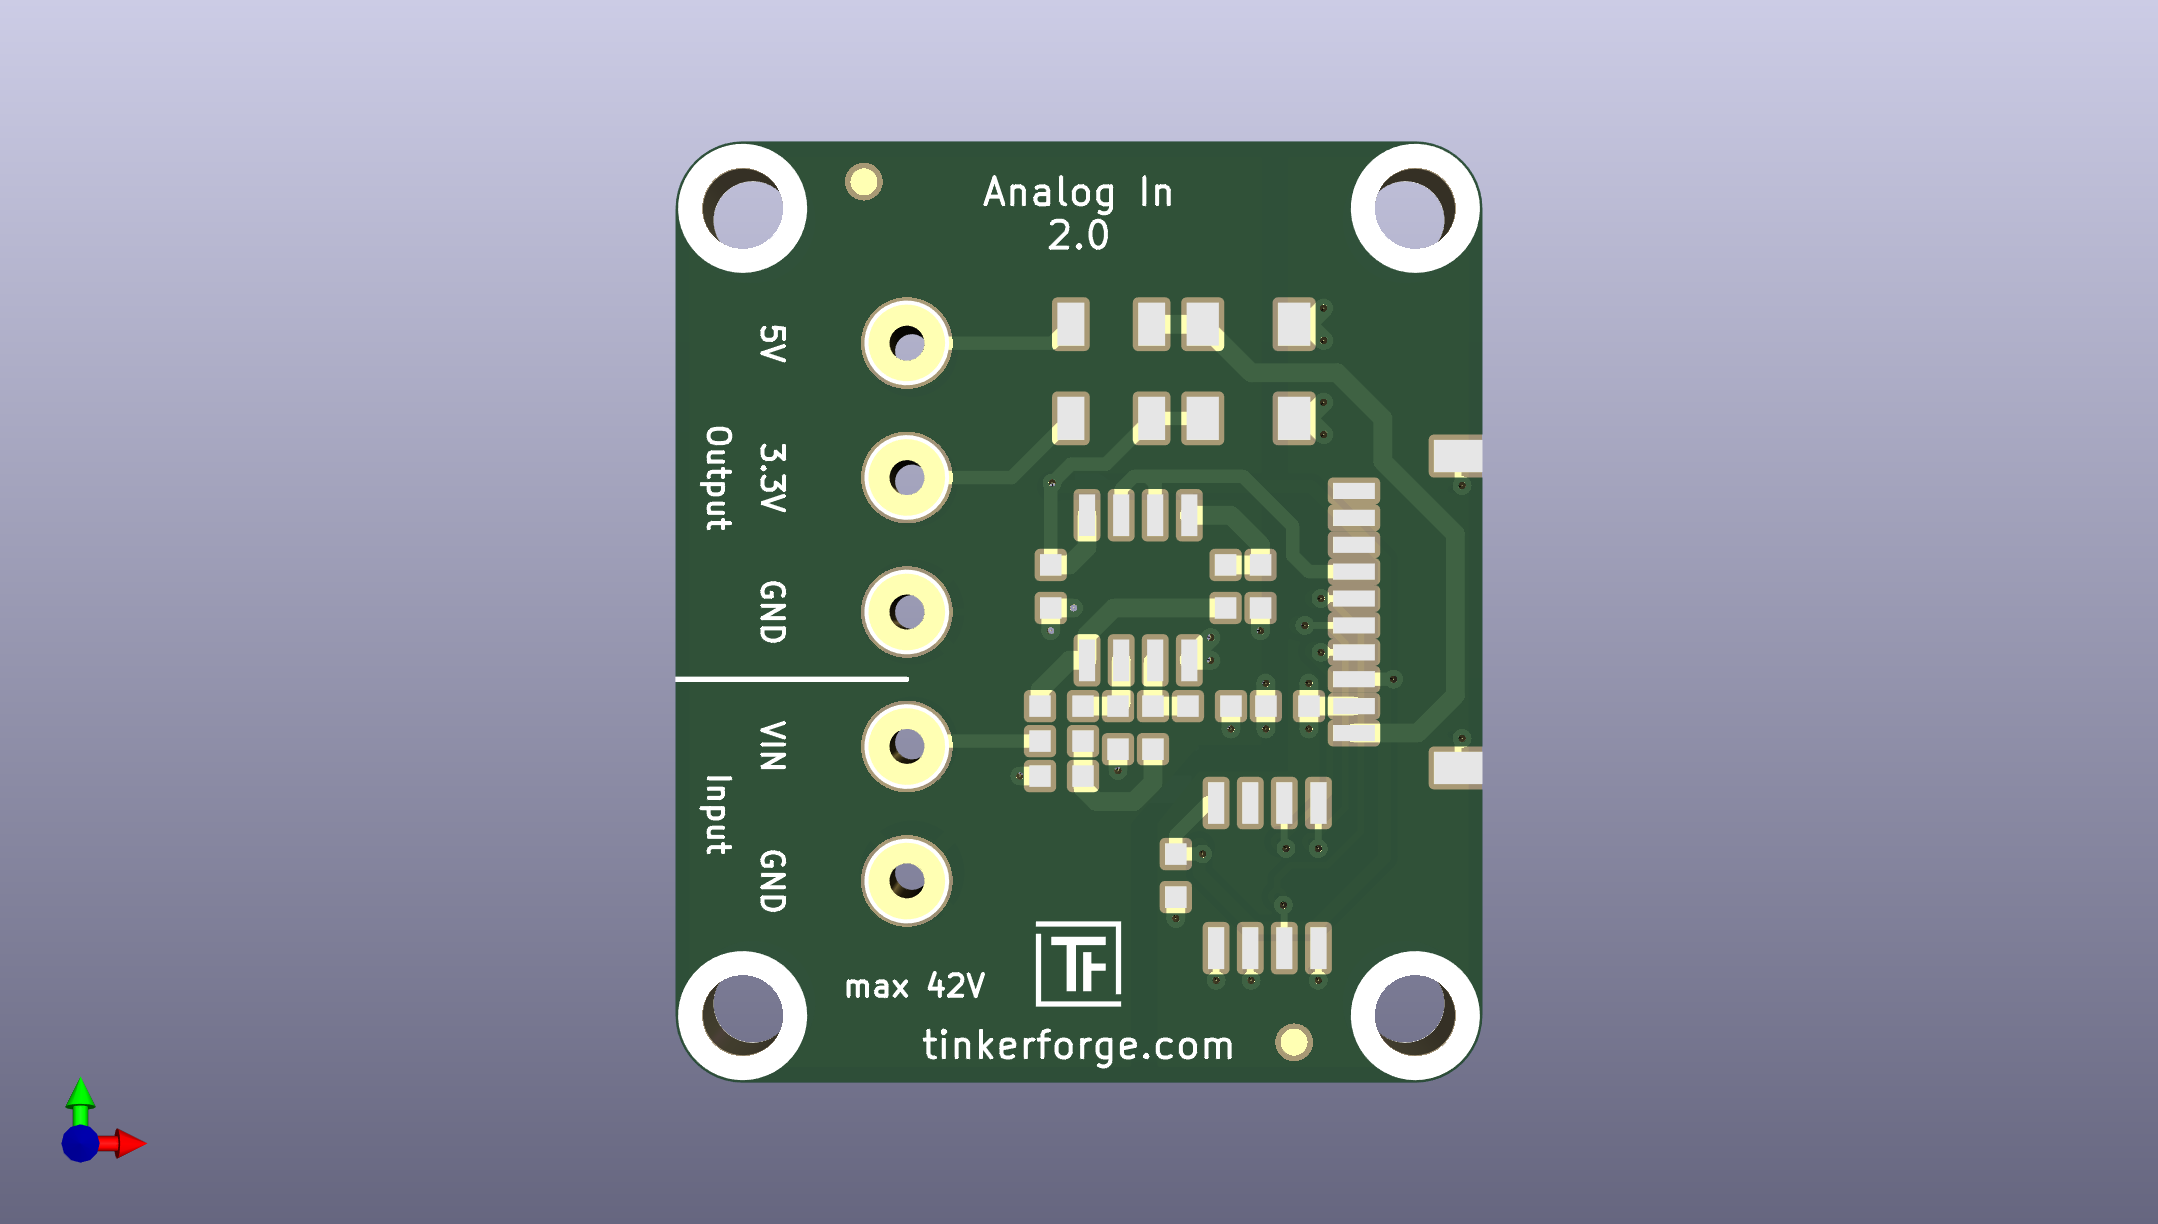 Analog In
2.0
5V
3.3V
GND
Output
VIN
GND
Input
TF
max 42V
tinkerforge.com